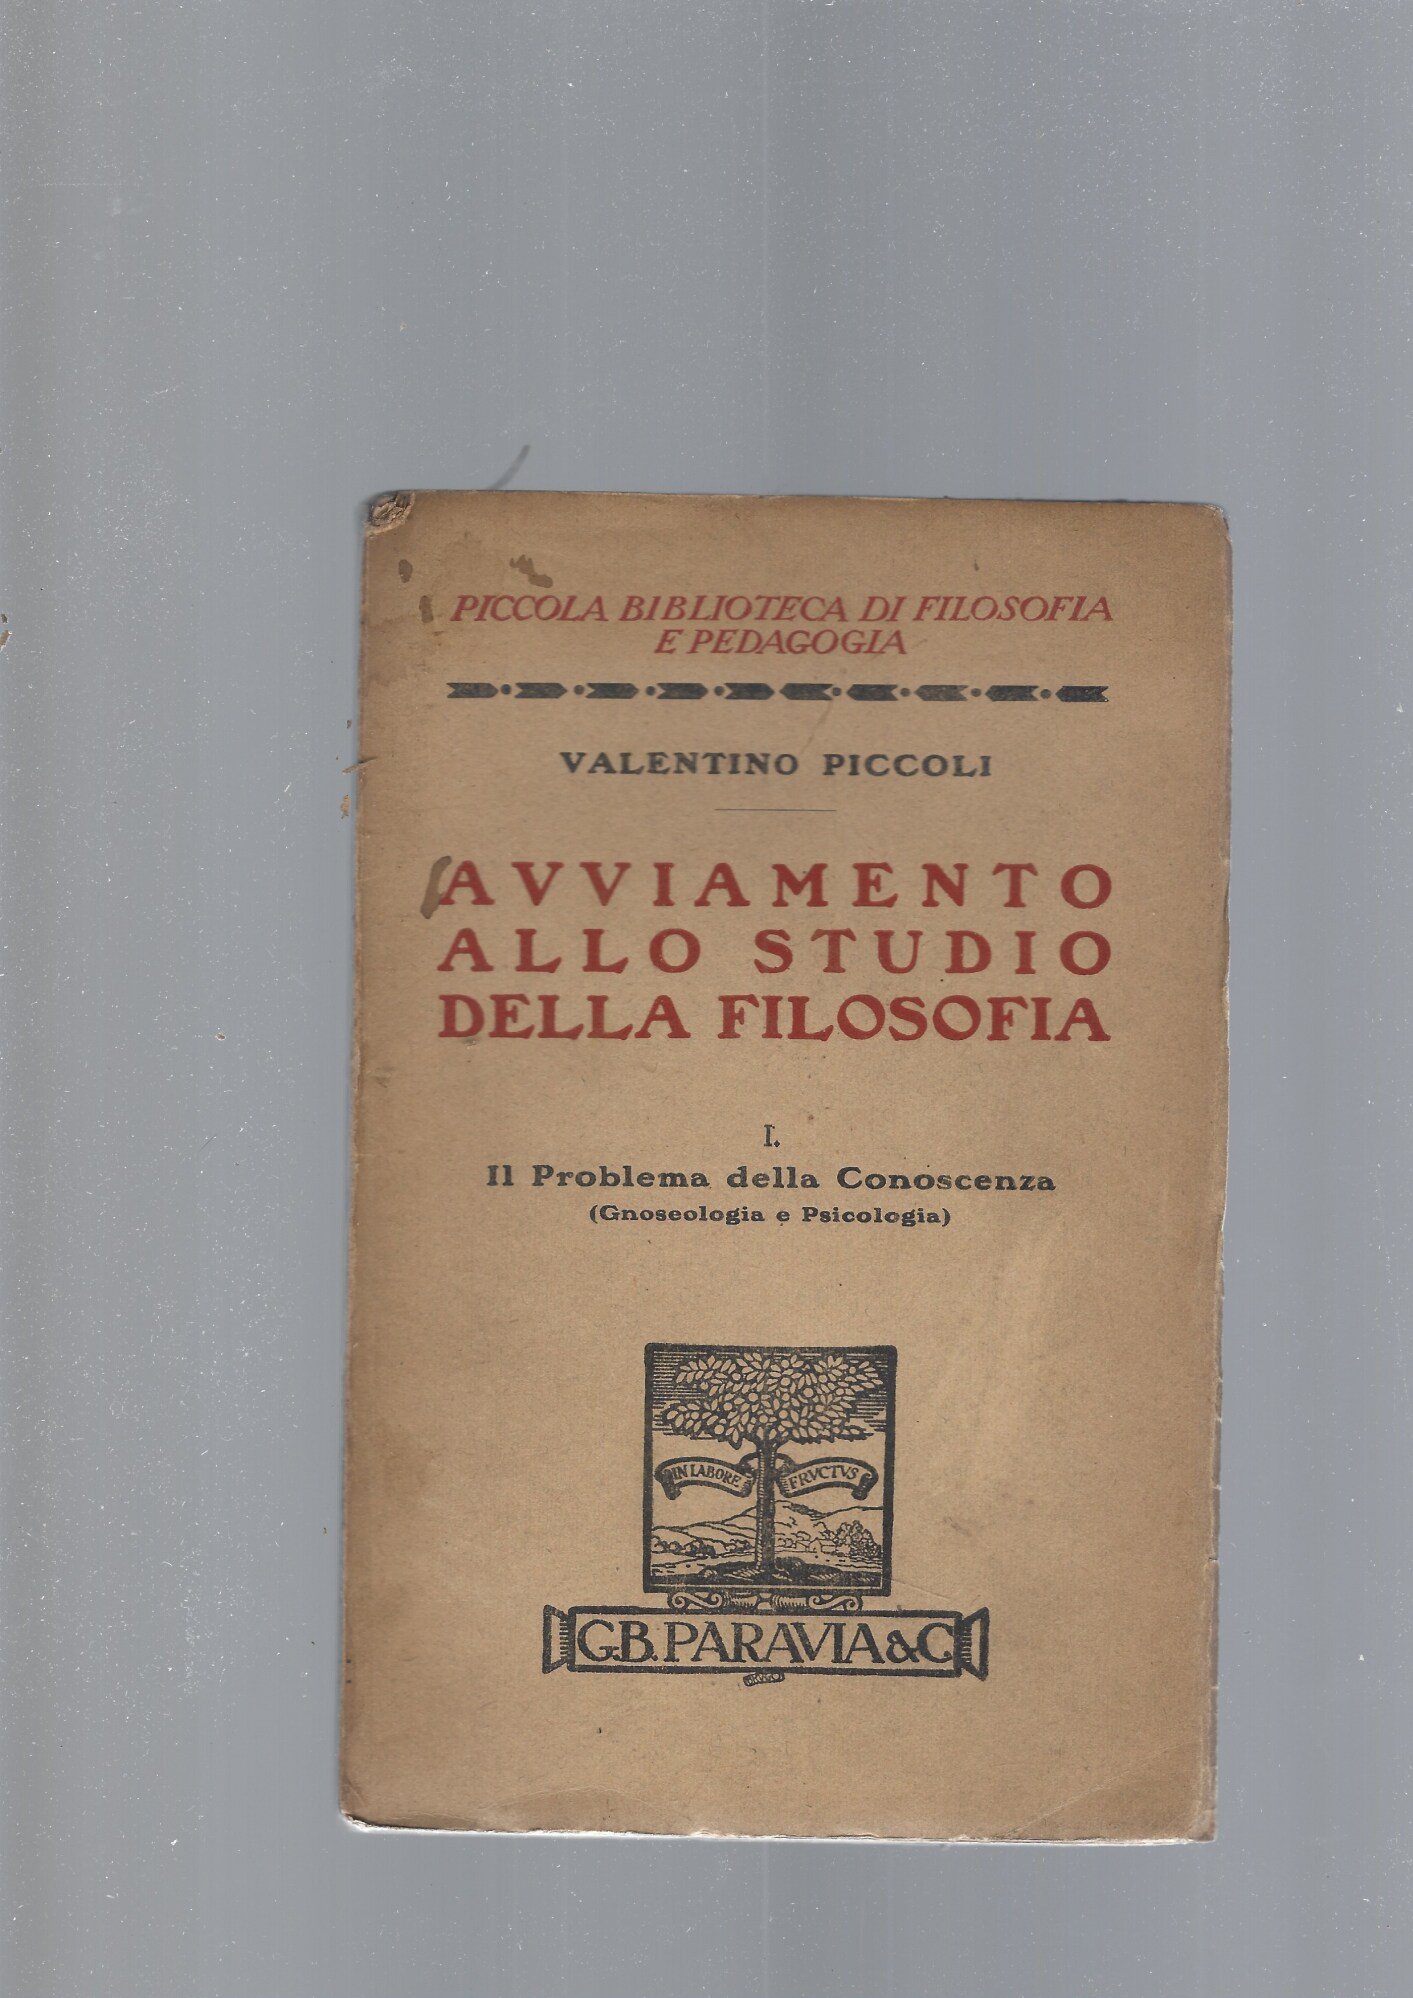 PICCOLA BIBLIOTECA DI FILOSOFIA
E PEDAGOGIA
VALENTINO PICCOLI
AVVIAMENTO
ALLO STUDIO
DELLA FILOSOFIA
I.
Il Problema della Conoscenza
(Gnoseologia e Psicologia)
IN LABORE FRVCTVS
G.B. PARAVIA & C